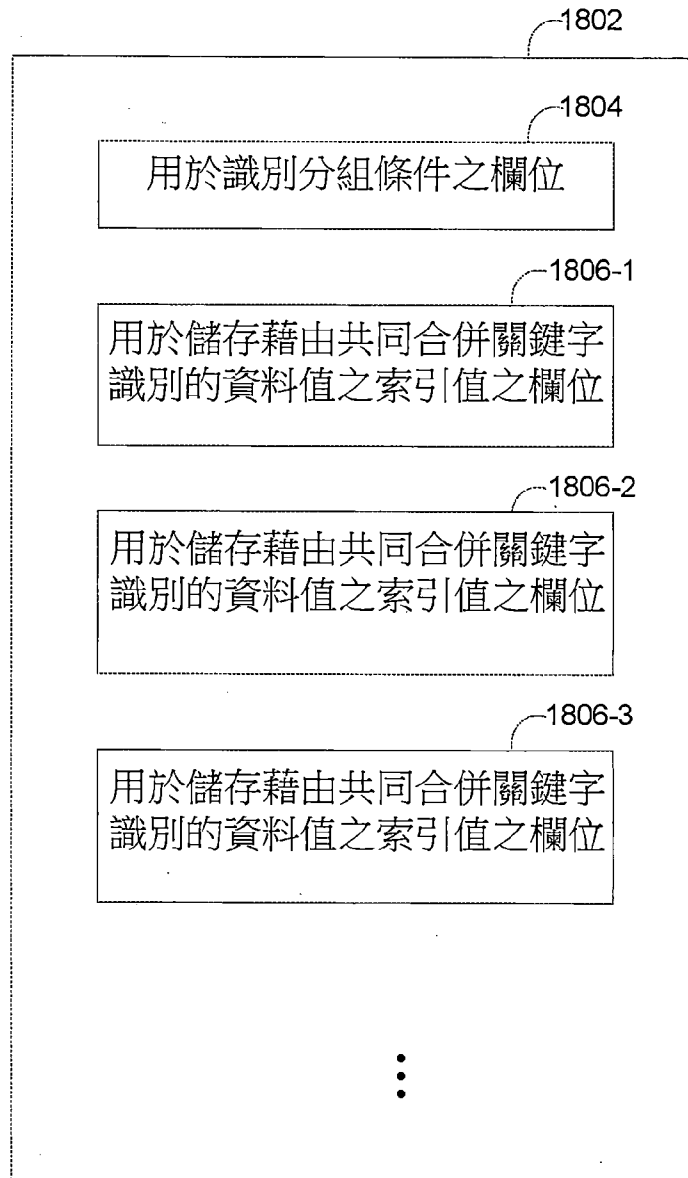 1802
1804
用於識別分組條件之欄位
1806-1
用於儲存藉由共同合併關鍵字
識別的資料值之索引值之欄位
1806-2
用於儲存藉由共同合併關鍵字
識別的資料值之索引值之欄位
1806-3
用於儲存藉由共同合併關鍵字
識別的資料值之索引值之欄位